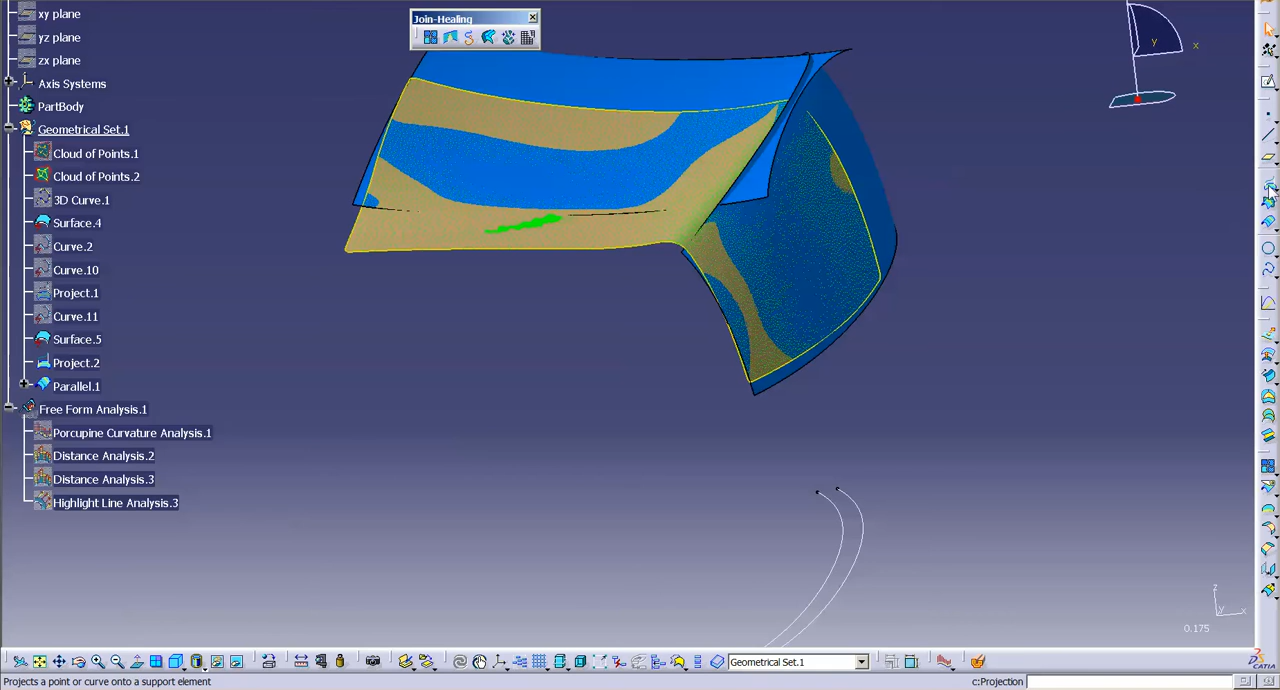 xy plane
Join-Healing
yz plane
zx plane
y
x
Axis Systems
PartBody
Geometrical Set.1
Cloud of Points.1
Cloud of Points.2
3D Curve.1
Surface.4
Curve.2
Curve.10
Project.1
Curve.11
Surface.5
Project.2
Parallel.1
Free Form Analysis.1
Porcupine Curvature Analysis.1
Distance Analysis.2
Distance Analysis.3
Highlight Line Analysis.3
z
y
x
0.175
Geometrical Set.1
CATIA
Projects a point or curve onto a support element
c:Projection